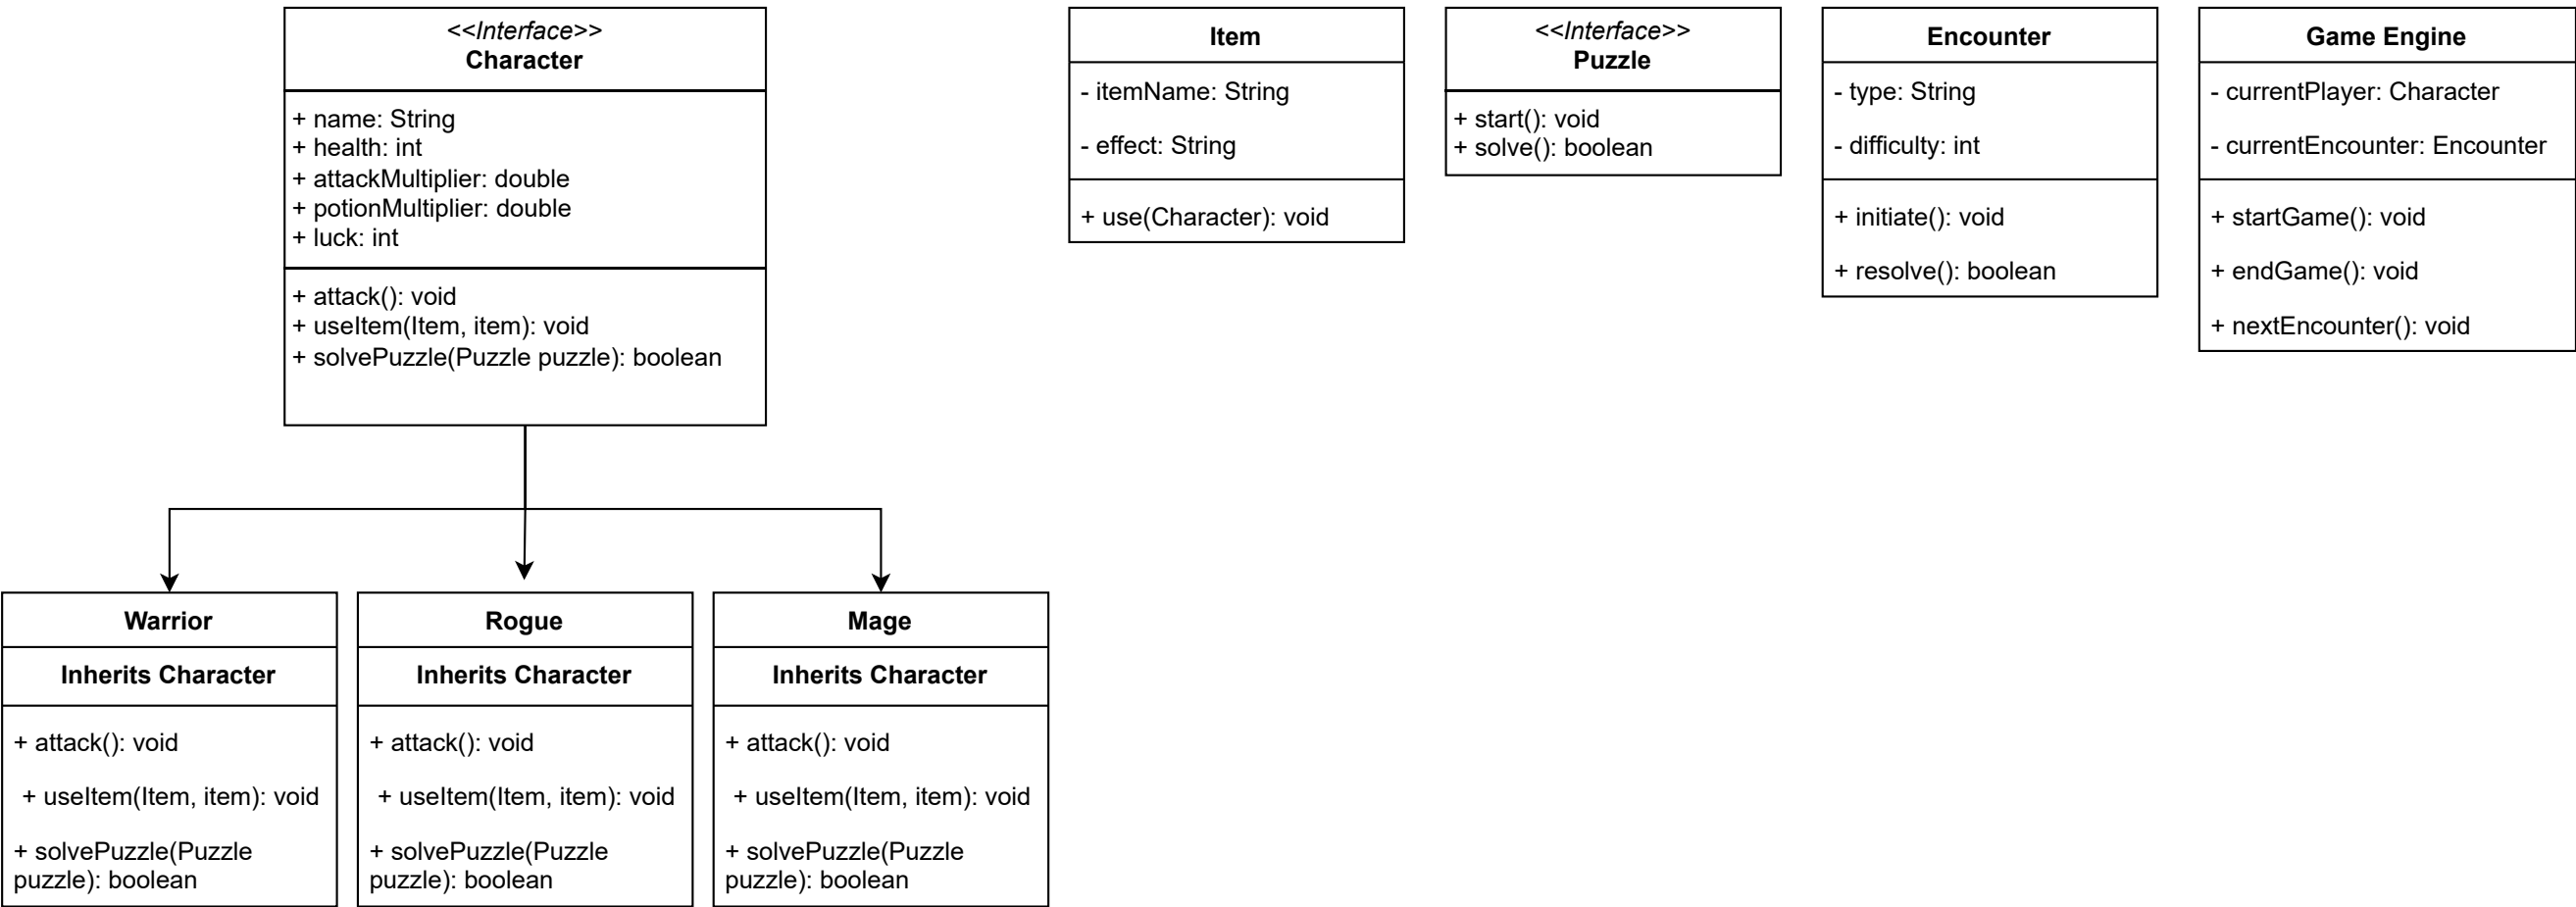 <<Interface>>
Character
+ name: String
+ health: int
+ attackMultiplier: double
+ potionMultiplier: double
+ luck: int
+ attack(): void
+ useItem(Item, item): void
+ solvePuzzle(Puzzle puzzle): boolean
Item
- itemName: String
- effect: String
+ use(Character): void
<<Interface>>
Puzzle
+ start(): void
+ solve(): boolean
Encounter
- type: String
- difficulty: int
+ initiate(): void
+ resolve(): boolean
Game Engine
- currentPlayer: Character
- currentEncounter: Encounter
+ startGame(): void
+ endGame(): void
+ nextEncounter(): void
Warrior
Inherits Character
+ attack(): void
+ useItem(Item, item): void
+ solvePuzzle(Puzzle
puzzle): boolean
Rogue
Inherits Character
+ attack(): void
+ useItem(Item, item): void
+ solvePuzzle(Puzzle
puzzle): boolean
Mage
Inherits Character
+ attack(): void
+ useItem(Item, item): void
+ solvePuzzle(Puzzle
puzzle): boolean